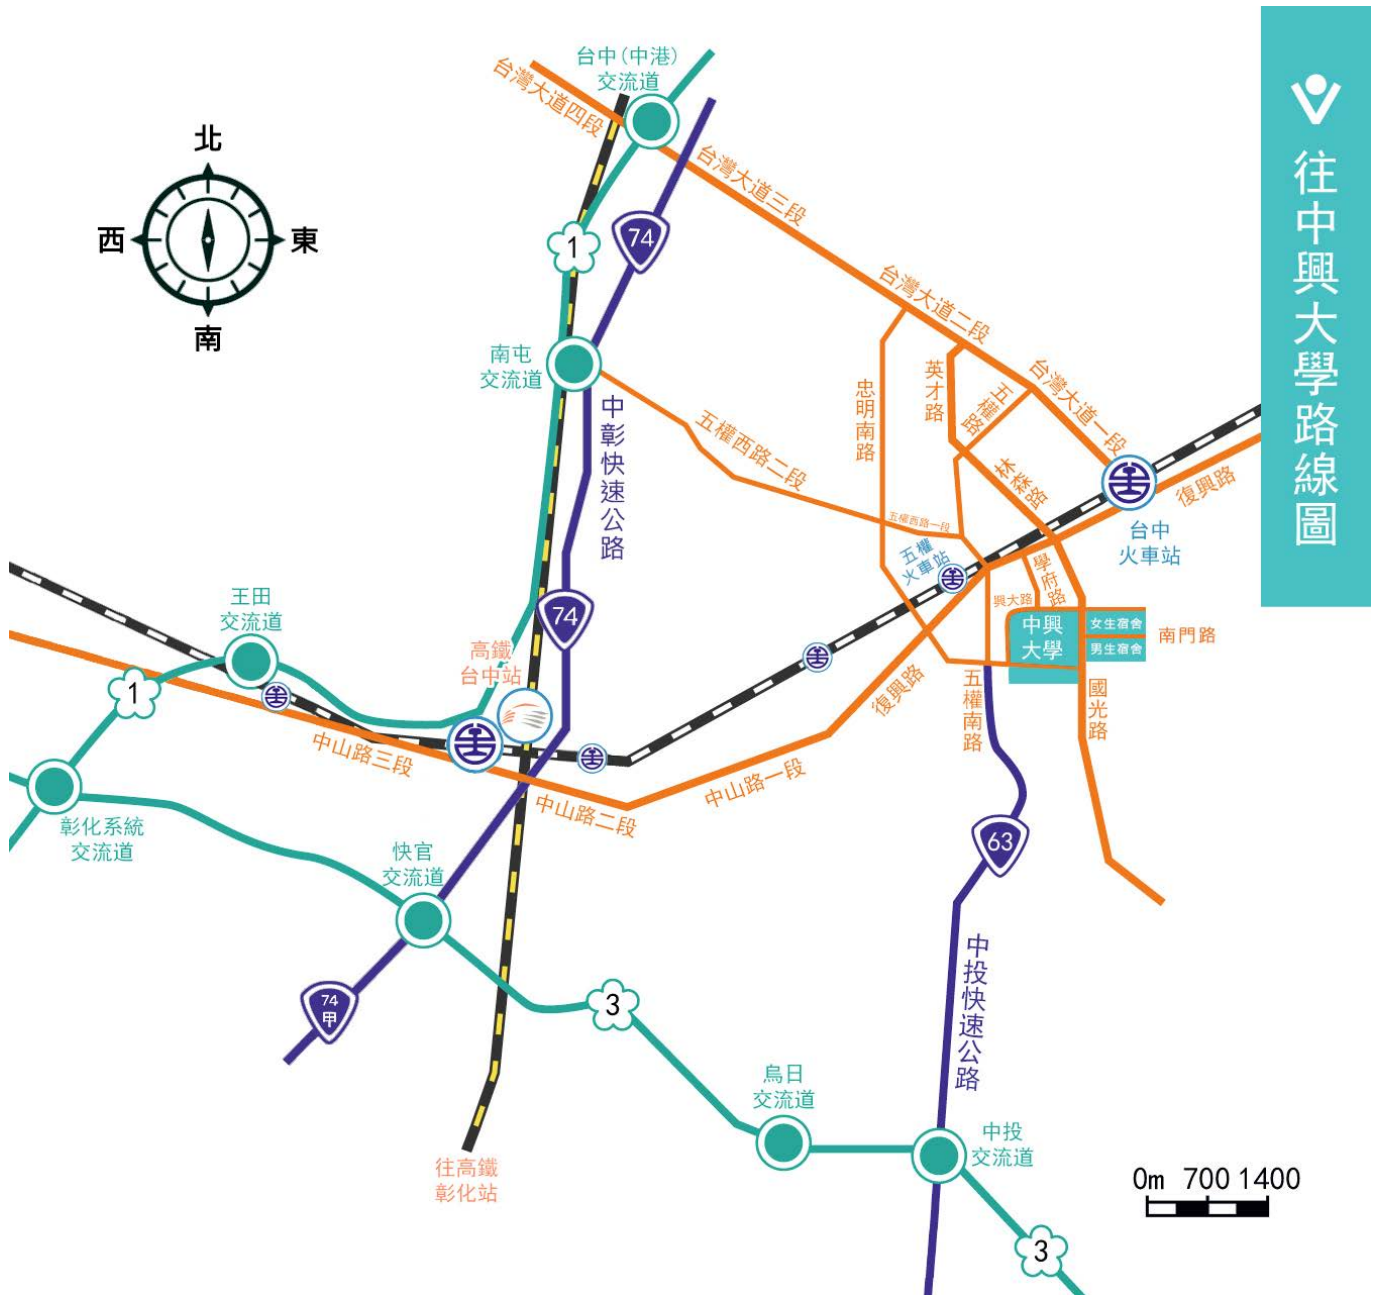 往中興大學路線圖
北
西
東
南
台中(中港)
交流道
台灣大道四段
台灣大道三段
74
1
台灣大道二段
南屯
交流道
台灣大道一段
英才路
五權路
忠明南路
中彰快速公路
五權西路二段
林森路
復興路
五權西路一段
台中
火車站
五權
火車站
學府路
王田
交流道
74
興大路
中興
大學
女生宿舍
男生宿舍
南門路
高鐵
台中站
1
復興路
五權南路
國光路
中山路三段
中山路一段
中山路二段
彰化系統
交流道
63
快官
交流道
中投快速公路
74
甲
3
烏日
交流道
中投
交流道
往高鐵
彰化站
0m 700 1400
3